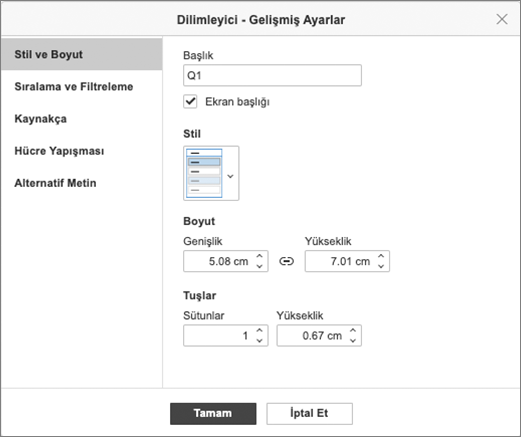 Dilimleyici - Gelişmiş Ayarlar
Stil ve Boyut
Sıralama ve Filtreleme
Kaynakça
Hücre Yapışması
Alternatif Metin
Başlık
Q1
Ekran başlığı
Stil
Boyut
Genişlik Yükseklik
5.08 cm 7.01 cm
Tuşlar
Sütunlar Yükseklik
1 0.67 cm
Tamam İptal Et